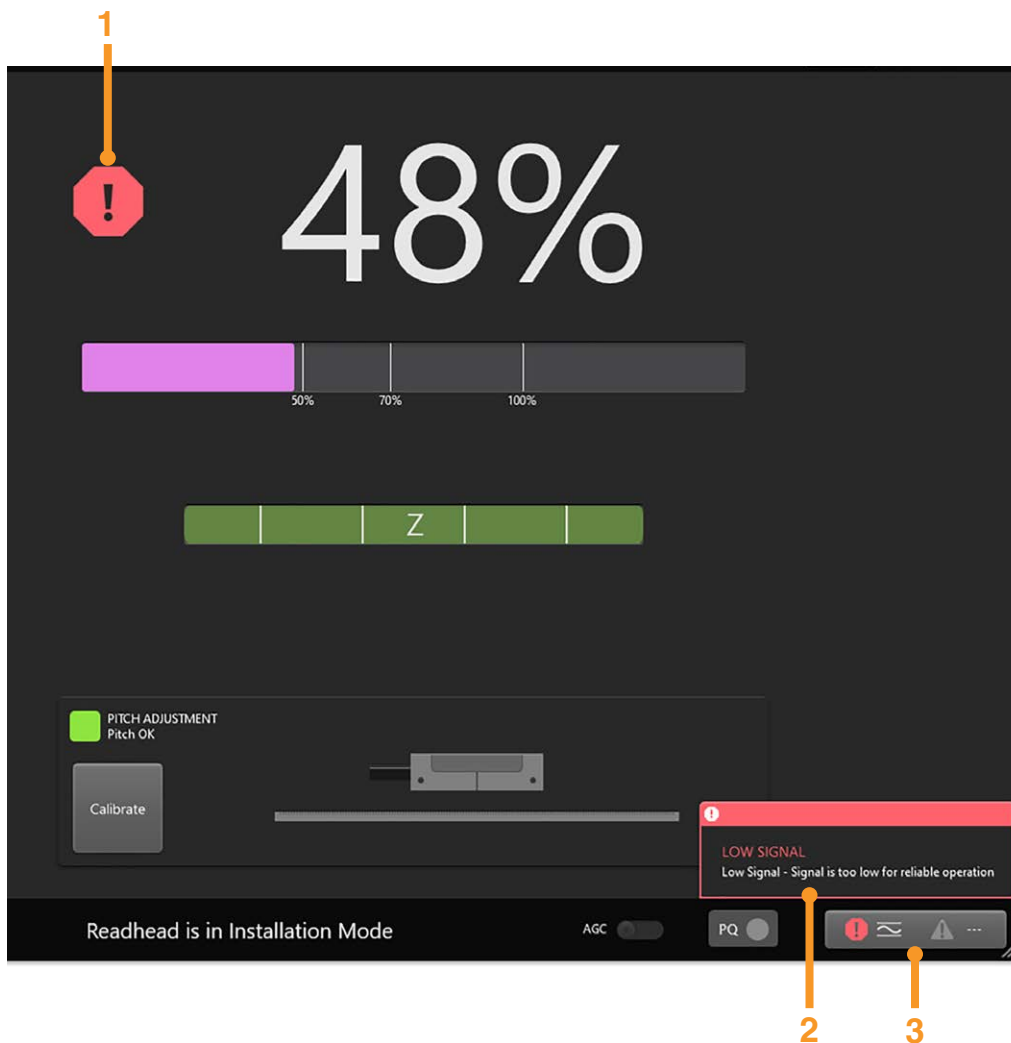 1
!
48%
50% 70% 100%
Z
PITCH ADJUSTMENT
Pitch OK
Calibrate
!
LOW SIGNAL
Low Signal - Signal is too low for reliable operation
Readhead is in Installation Mode AGC PQ ! ---
2 3